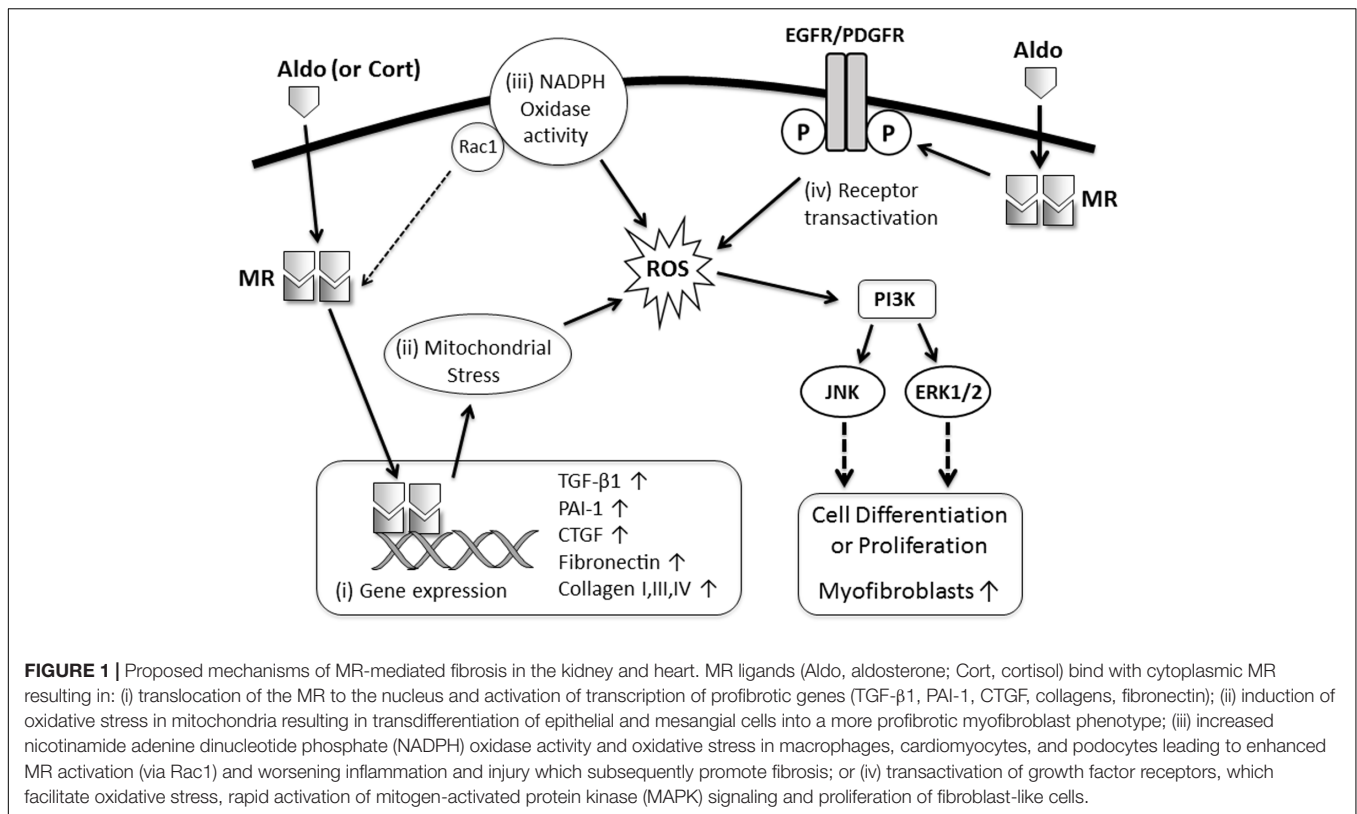 EGFR/PDGFR
Aldo (or Cort)
Aldo
(iii) NADPH
Oxidase
activity
Rac1
P
P
(iv) Receptor
transactivation
MR
MR
ROS
PI3K
(ii) Mitochondrial
Stress
JNK
ERK1/2
TGF-β1 ↑
PAI-1 ↑
CTGF ↑
Fibronectin ↑
Collagen I,III,IV ↑
(i) Gene expression
Cell Differentiation
or Proliferation
Myofibroblasts ↑
FIGURE 1 | Proposed mechanisms of MR-mediated fibrosis in the kidney and heart. MR ligands (Aldo, aldosterone; Cort, cortisol) bind with cytoplasmic MR
resulting in: (i) translocation of the MR to the nucleus and activation of transcription of profibrotic genes (TGF-β1, PAI-1, CTGF, collagens, fibronectin); (ii) induction of
oxidative stress in mitochondria resulting in transdifferentiation of epithelial and mesangial cells into a more profibrotic myofibroblast phenotype; (iii) increased
nicotinamide adenine dinucleotide phosphate (NADPH) oxidase activity and oxidative stress in macrophages, cardiomyocytes, and podocytes leading to enhanced
MR activation (via Rac1) and worsening inflammation and injury which subsequently promote fibrosis; or (iv) transactivation of growth factor receptors, which
facilitate oxidative stress, rapid activation of mitogen-activated protein kinase (MAPK) signaling and proliferation of fibroblast-like cells.